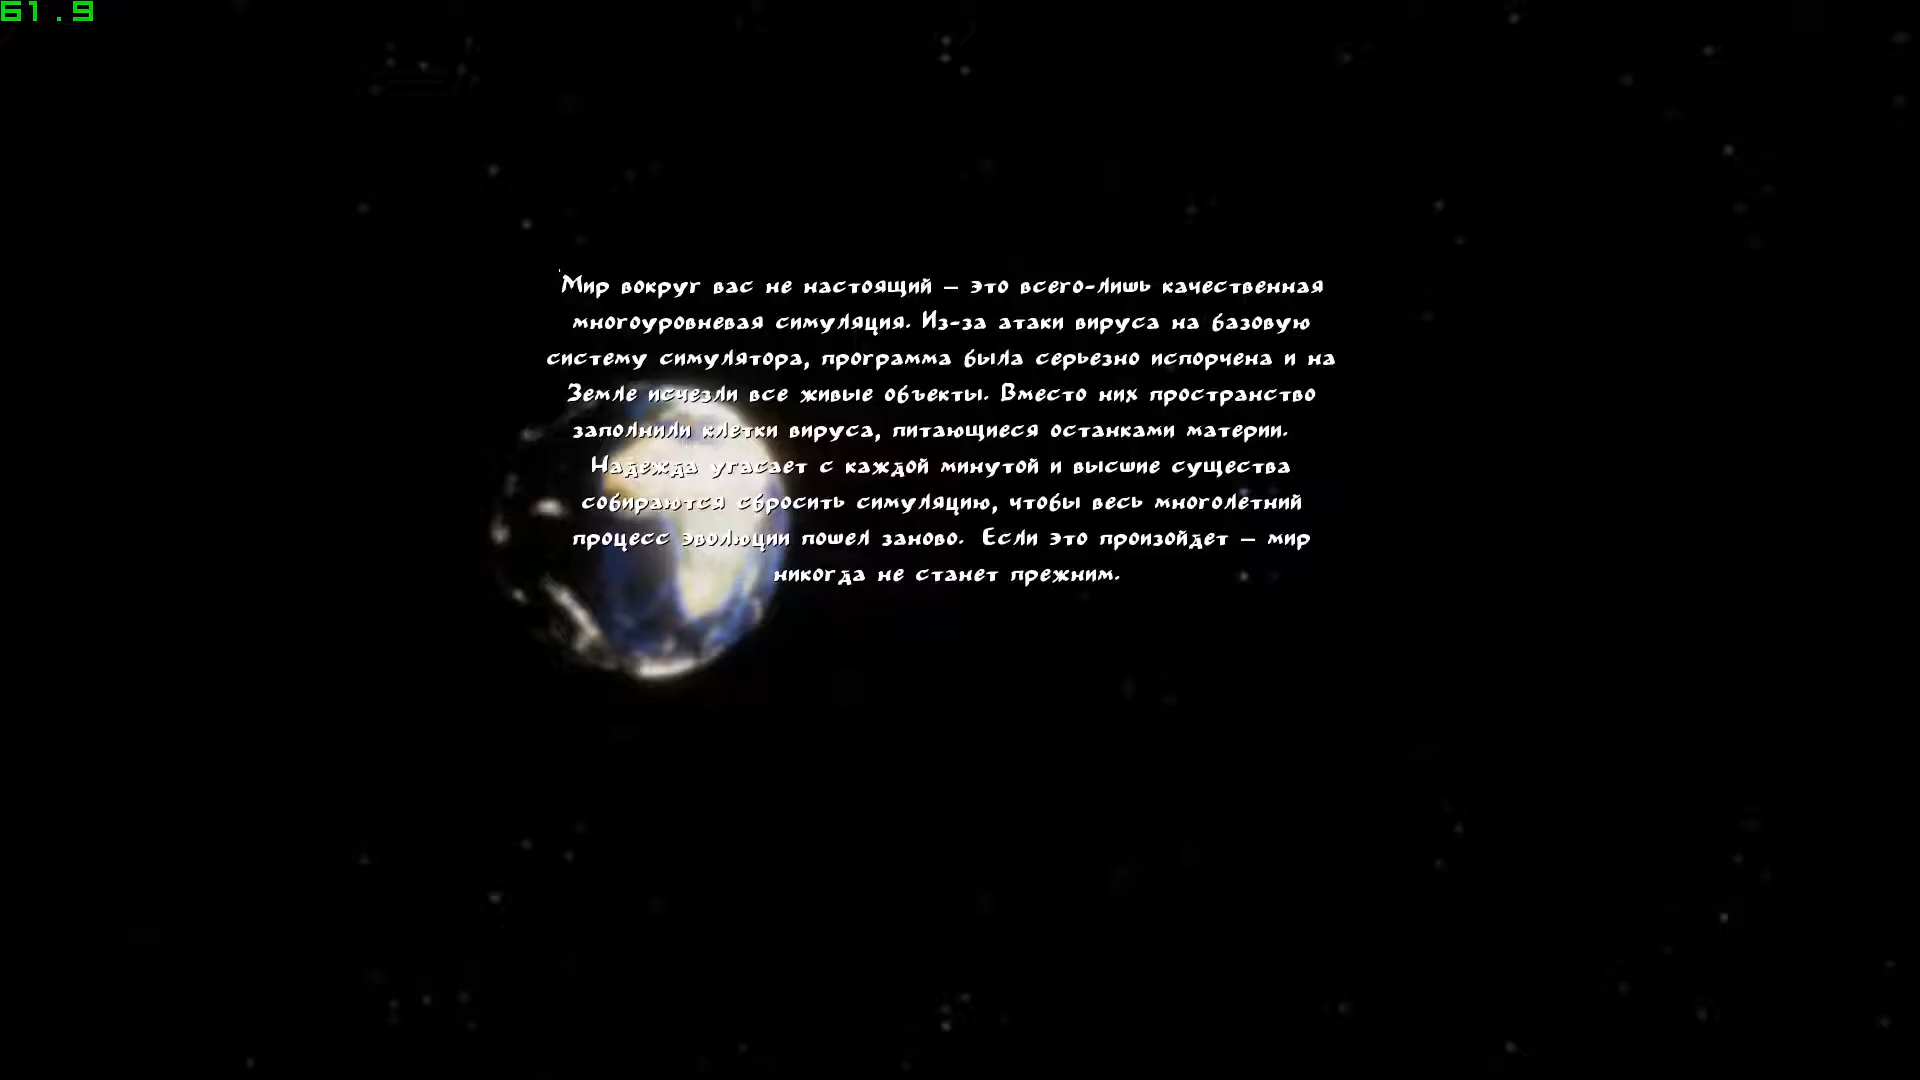 61.9
Мир вокруг вас не настоящий – это всего-лишь качественная
многоуровневая симуляция. Из-за атаки вируса на базовую
систему симулятора, программа была серьезно испорчена и на
Земле исчезли все живые объекты. Вместо них пространство
заполнили клетки вируса, питающиеся останками материи.
Надежда угасает с каждой минутой и высшие существа
собираются сбросить симуляцию, чтобы весь многолетний
процесс эволюции пошел заново. Если это произойдет – мир
никогда не станет прежним.